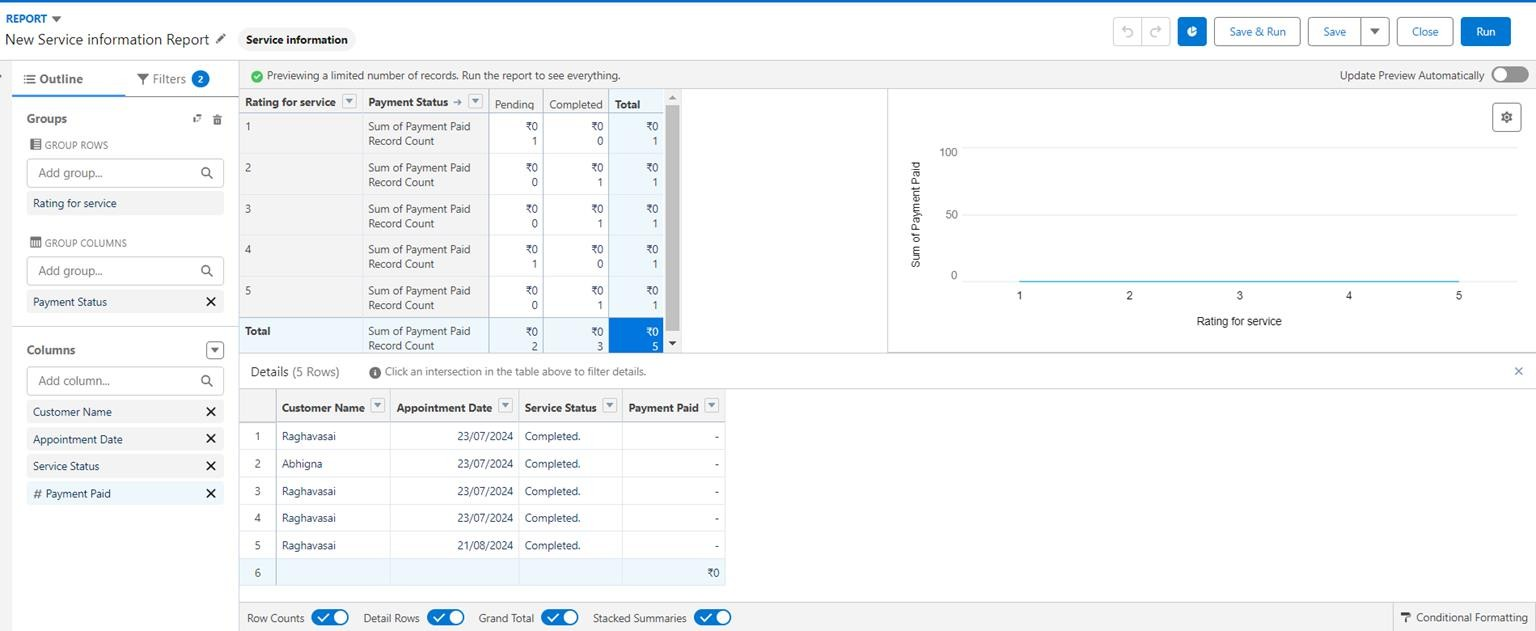 REPORT
New Service information Report
Service information
Save & Run
Save
Close
Run
Outline
Filters 2
Previewing a limited number of records. Run the report to see everything.
Update Preview Automatically
Groups
GROUP ROWS
Add group...
Rating for service
GROUP COLUMNS
Add group...
Payment Status
Columns
Add column...
Customer Name
Appointment Date
Service Status
# Payment Paid
Rating for service Payment Status → Pending Completed Total
1 Sum of Payment Paid ₹0 ₹0 ₹0
Record Count 1 0 1
2 Sum of Payment Paid ₹0 ₹0 ₹0
Record Count 0 1 1
3 Sum of Payment Paid ₹0 ₹0 ₹0
Record Count 0 1 1
4 Sum of Payment Paid ₹0 ₹0 ₹0
Record Count 1 0 1
5 Sum of Payment Paid ₹0 ₹0 ₹0
Record Count 0 1 1
Total Sum of Payment Paid ₹0 ₹0 ₹0
Record Count 2 3 5
Sum of Payment Paid
100
50
0
1 2 3 4 5
Rating for service
Details (5 Rows) Click an intersection in the table above to filter details.
Customer Name Appointment Date Service Status Payment Paid
1 Raghavasai 23/07/2024 Completed. -
2 Abhigna 23/07/2024 Completed. -
3 Raghavasai 23/07/2024 Completed. -
4 Raghavasai 23/07/2024 Completed. -
5 Raghavasai 21/08/2024 Completed. -
6 ₹0
Row Counts Detail Rows Grand Total Stacked Summaries Conditional Formatting